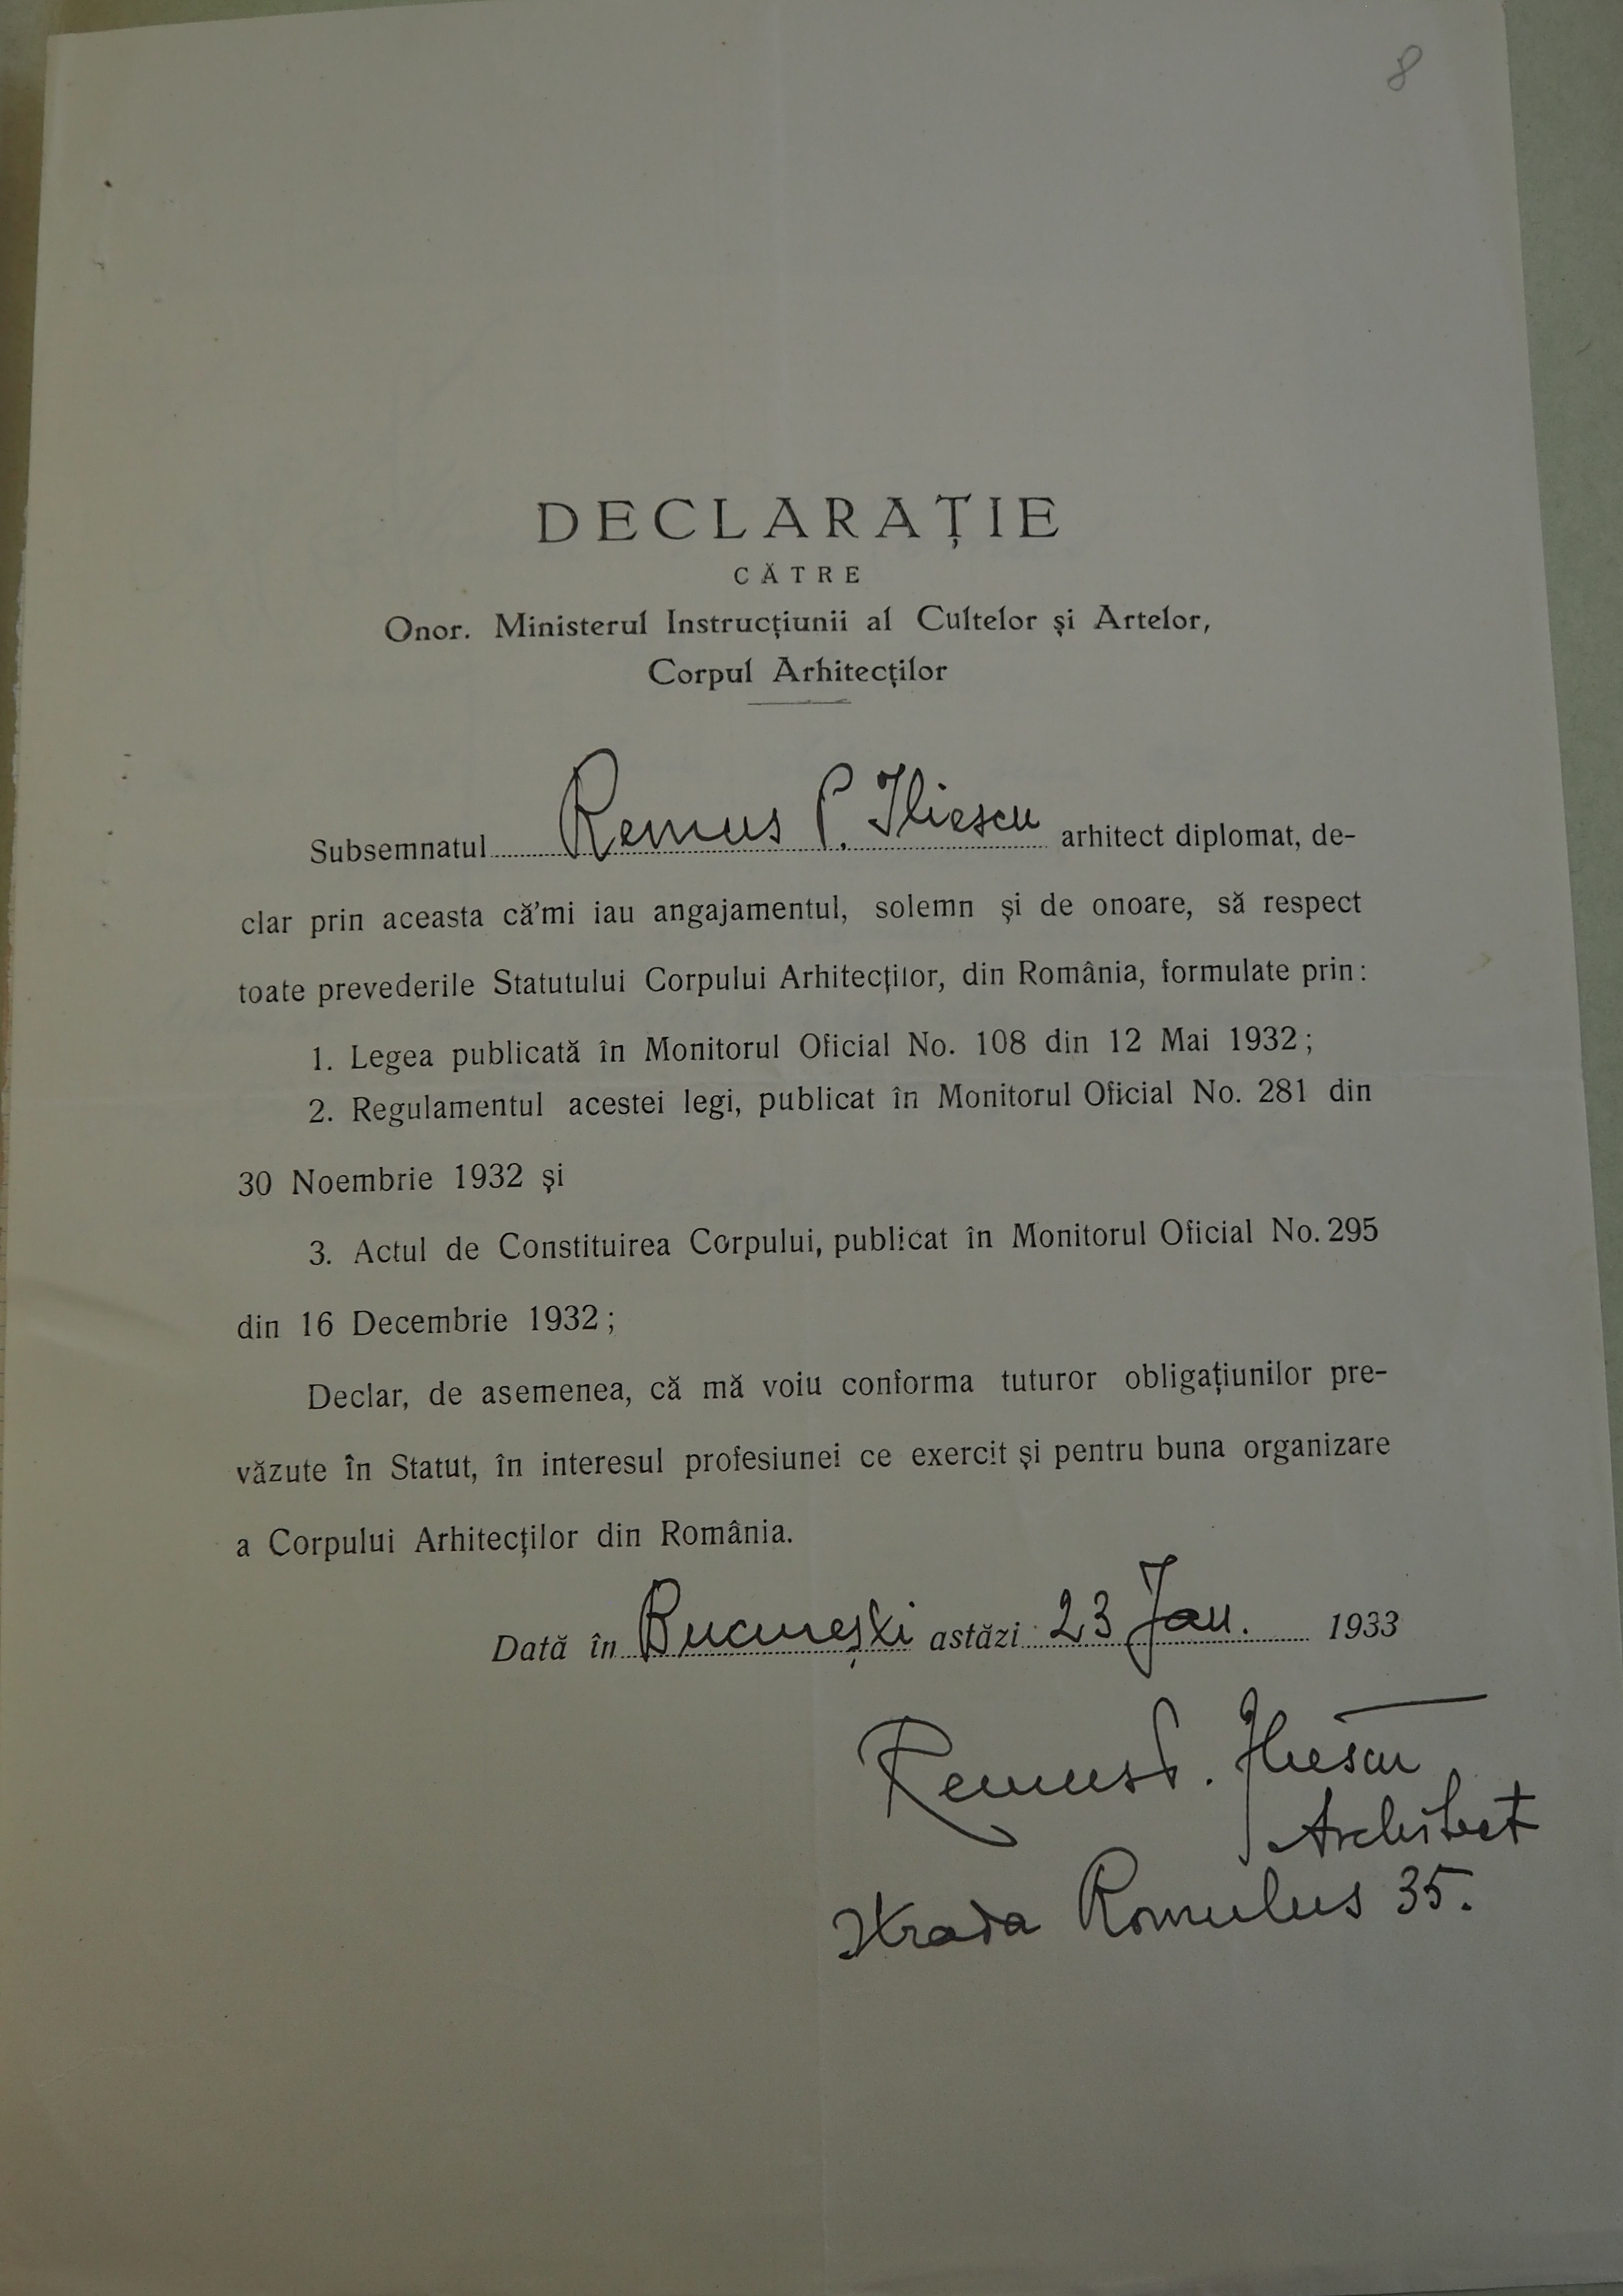 8
DECLARAȚIE
CĂTRE
Onor. Ministerul Instrucțiunii al Cultelor și Artelor,
Corpul Arhitecților
Subsemnatul Remus P. Iliescu arhitect diplomat, de-
clar prin aceasta că'mi iau angajamentul, solemn și de onoare, să respect
toate prevederile Statutului Corpului Arhitecților, din România, formulate prin:
1. Legea publicată în Monitorul Oficial No. 108 din 12 Mai 1932;
2. Regulamentul acestei legi, publicat în Monitorul Oficial No. 281 din
30 Noembrie 1932 și
3. Actul de Constituirea Corpului, publicat în Monitorul Oficial No. 295
din 16 Decembrie 1932;
Declar, de asemenea, că mă voiu conforma tuturor obligațiunilor pre-
văzute în Statut, în interesul profesiunei ce exercit și pentru buna organizare
a Corpului Arhitecților din România.
Dată în București astăzi 23 Jan. 1933
Remus P. Iliescu
Architect
Strada Romulus 35.